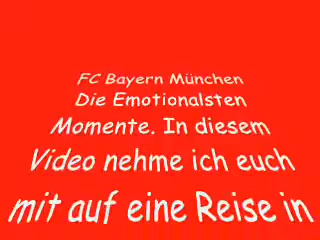 FC Bayern München
Die Emotionalsten
Momente. In diesem
Video nehme ich euch
mit auf eine Reise in